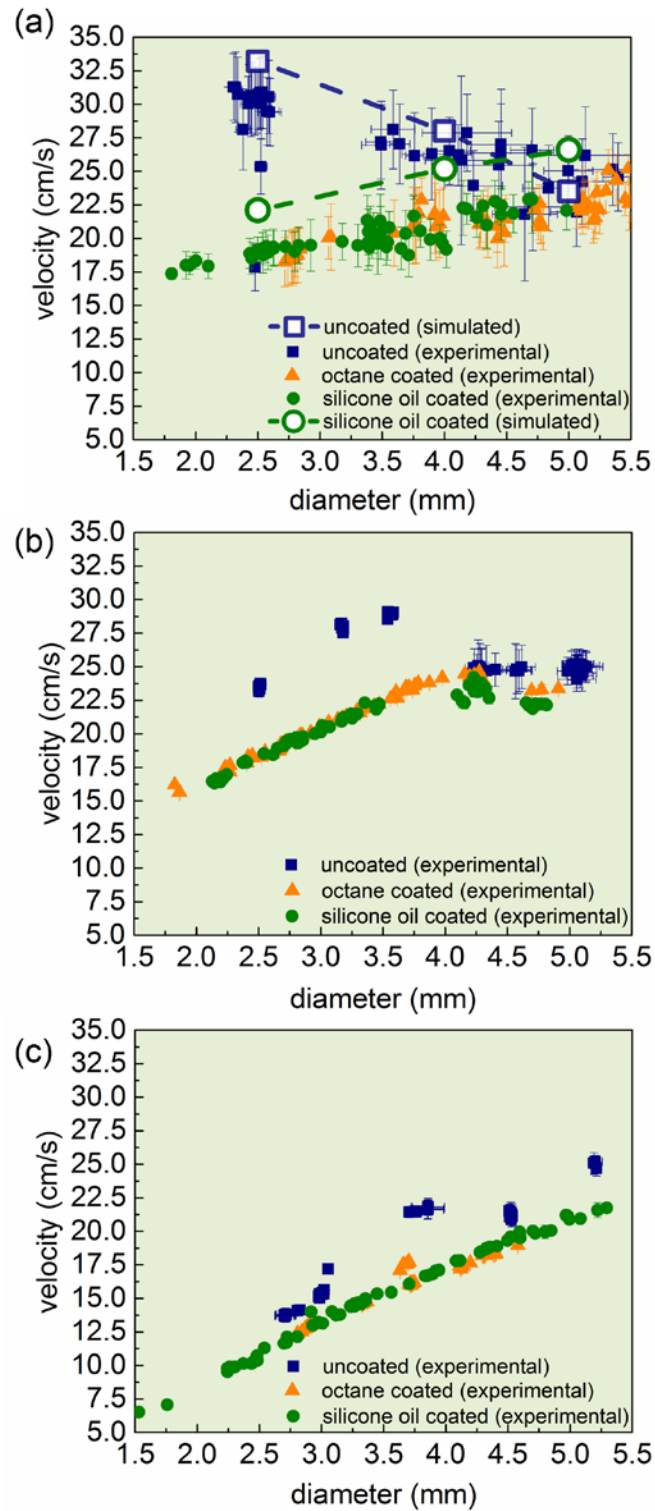 (a)
35.0
32.5
30.0
27.5
25.0
22.5
20.0
17.5
15.0
12.5
10.0
7.5
5.0
velocity (cm/s)
uncoated (simulated)
uncoated (experimental)
octane coated (experimental)
silicone oil coated (experimental)
silicone oil coated (simulated)
1.5 2.0 2.5 3.0 3.5 4.0 4.5 5.0 5.5
diameter (mm)
(b)
35.0
32.5
30.0
27.5
25.0
22.5
20.0
17.5
15.0
12.5
10.0
7.5
5.0
velocity (cm/s)
uncoated (experimental)
octane coated (experimental)
silicone oil coated (experimental)
1.5 2.0 2.5 3.0 3.5 4.0 4.5 5.0 5.5
diameter (mm)
(c)
35.0
32.5
30.0
27.5
25.0
22.5
20.0
17.5
15.0
12.5
10.0
7.5
5.0
velocity (cm/s)
uncoated (experimental)
octane coated (experimental)
silicone oil coated (experimental)
1.5 2.0 2.5 3.0 3.5 4.0 4.5 5.0 5.5
diameter (mm)